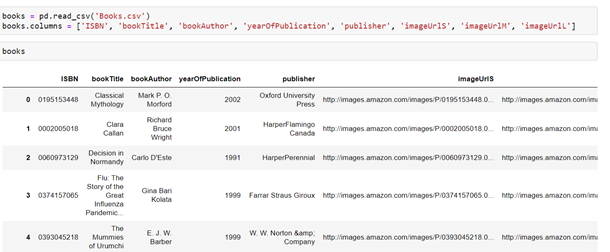 books = pd.read_csv('Books.csv')
books.columns = ['ISBN', 'bookTitle', 'bookAuthor', 'yearOfPublication', 'publisher', 'imageUrlS', 'imageUrlM', 'imageUrlL']
books
ISBN bookTitle bookAuthor yearOfPublication publisher imageUrlS
0 0195153448 Classical Mythology Mark P. O. Morford 2002 Oxford University Press http://images.amazon.com/images/P/0195153448.0... http://images.amazon.com/ima
1 0002005018 Clara Callan Richard Bruce Wright 2001 HarperFlamingo Canada http://images.amazon.com/images/P/0002005018.0... http://images.amazon.com/ima
2 0060973129 Decision in Normandy Carlo D'Este 1991 HarperPerennial http://images.amazon.com/images/P/0060973129.0... http://images.amazon.com/ima
3 0374157065 Flu: The Story of the Great Influenza Pandemic... Gina Bari Kolata 1999 Farrar Straus Giroux http://images.amazon.com/images/P/0374157065.0... http://images.amazon.com/ima
4 0393045218 The Mummies of Urumchi E. J. W. Barber 1999 W. W. Norton &amp; Company http://images.amazon.com/images/P/0393045218.0... http://images.amazon.com/ima